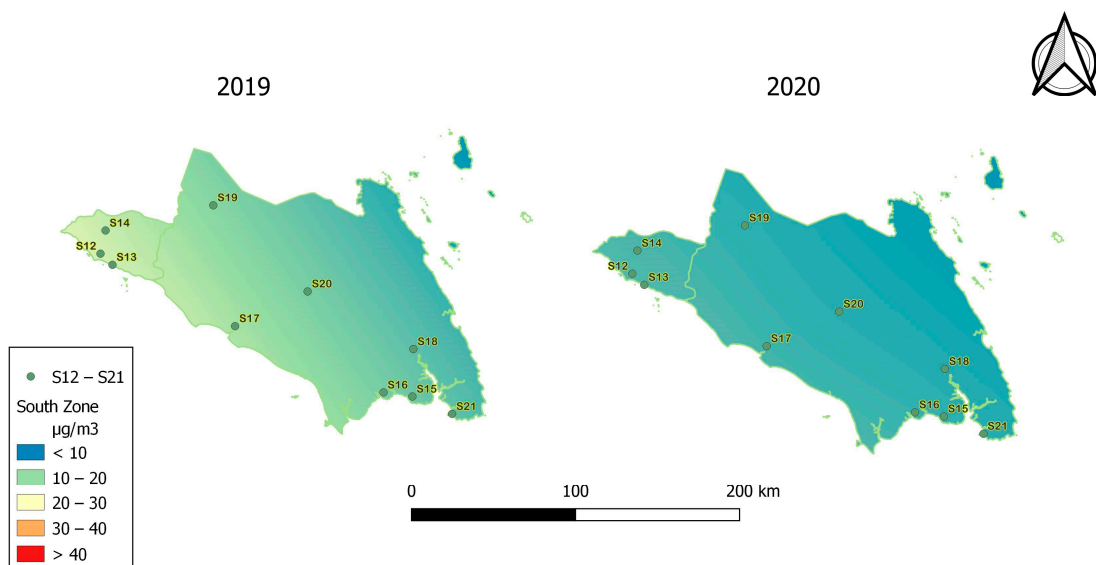 2019
2020
S19
S14
S12
S13
S20
S17
S18
S16
S15
S21
S19
S14
S12
S13
S20
S17
S18
S16
S15
S21
S12 – S21
South Zone
µg/m3
< 10
10 – 20
20 – 30
30 – 40
> 40
0 100 200 km